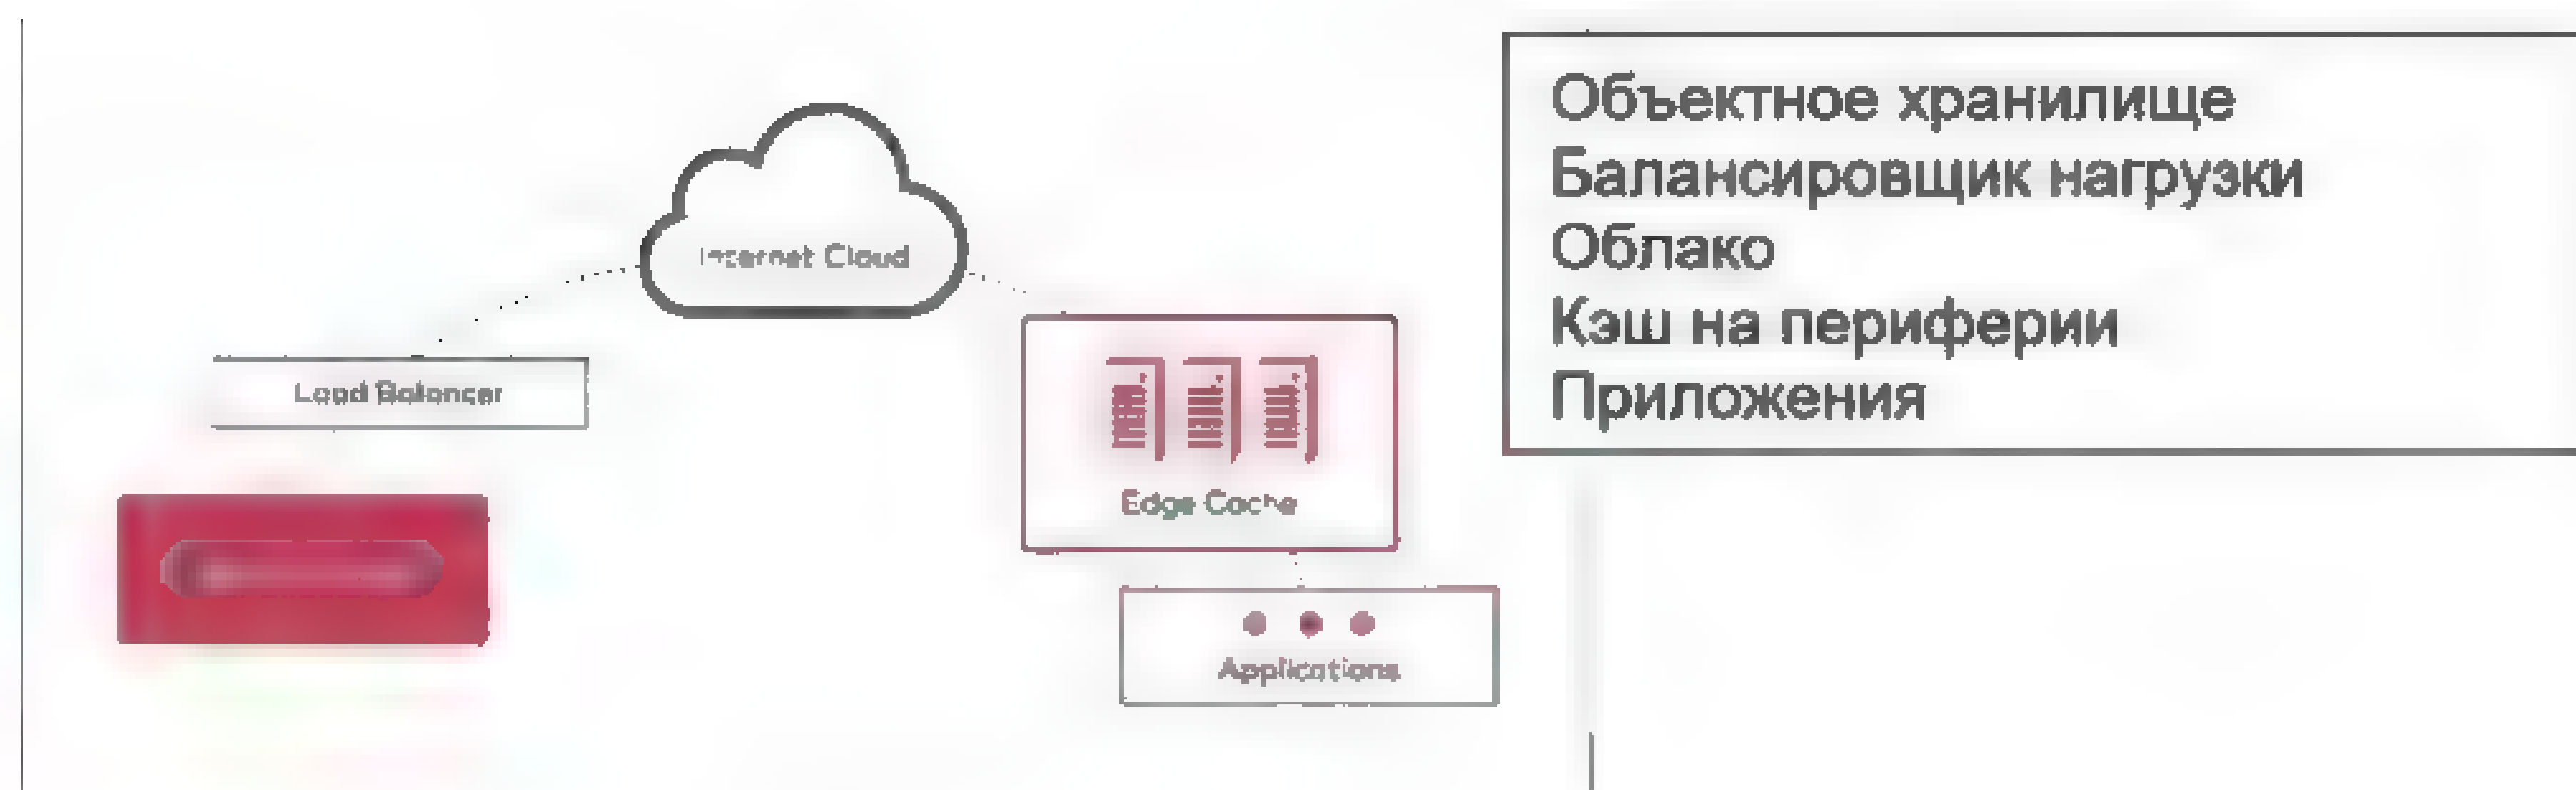 Internet Cloud
Load Balancer
Edge Cache
Applications
Объектное хранилище
Балансировщик нагрузки
Облако
Кэш на периферии
Приложения